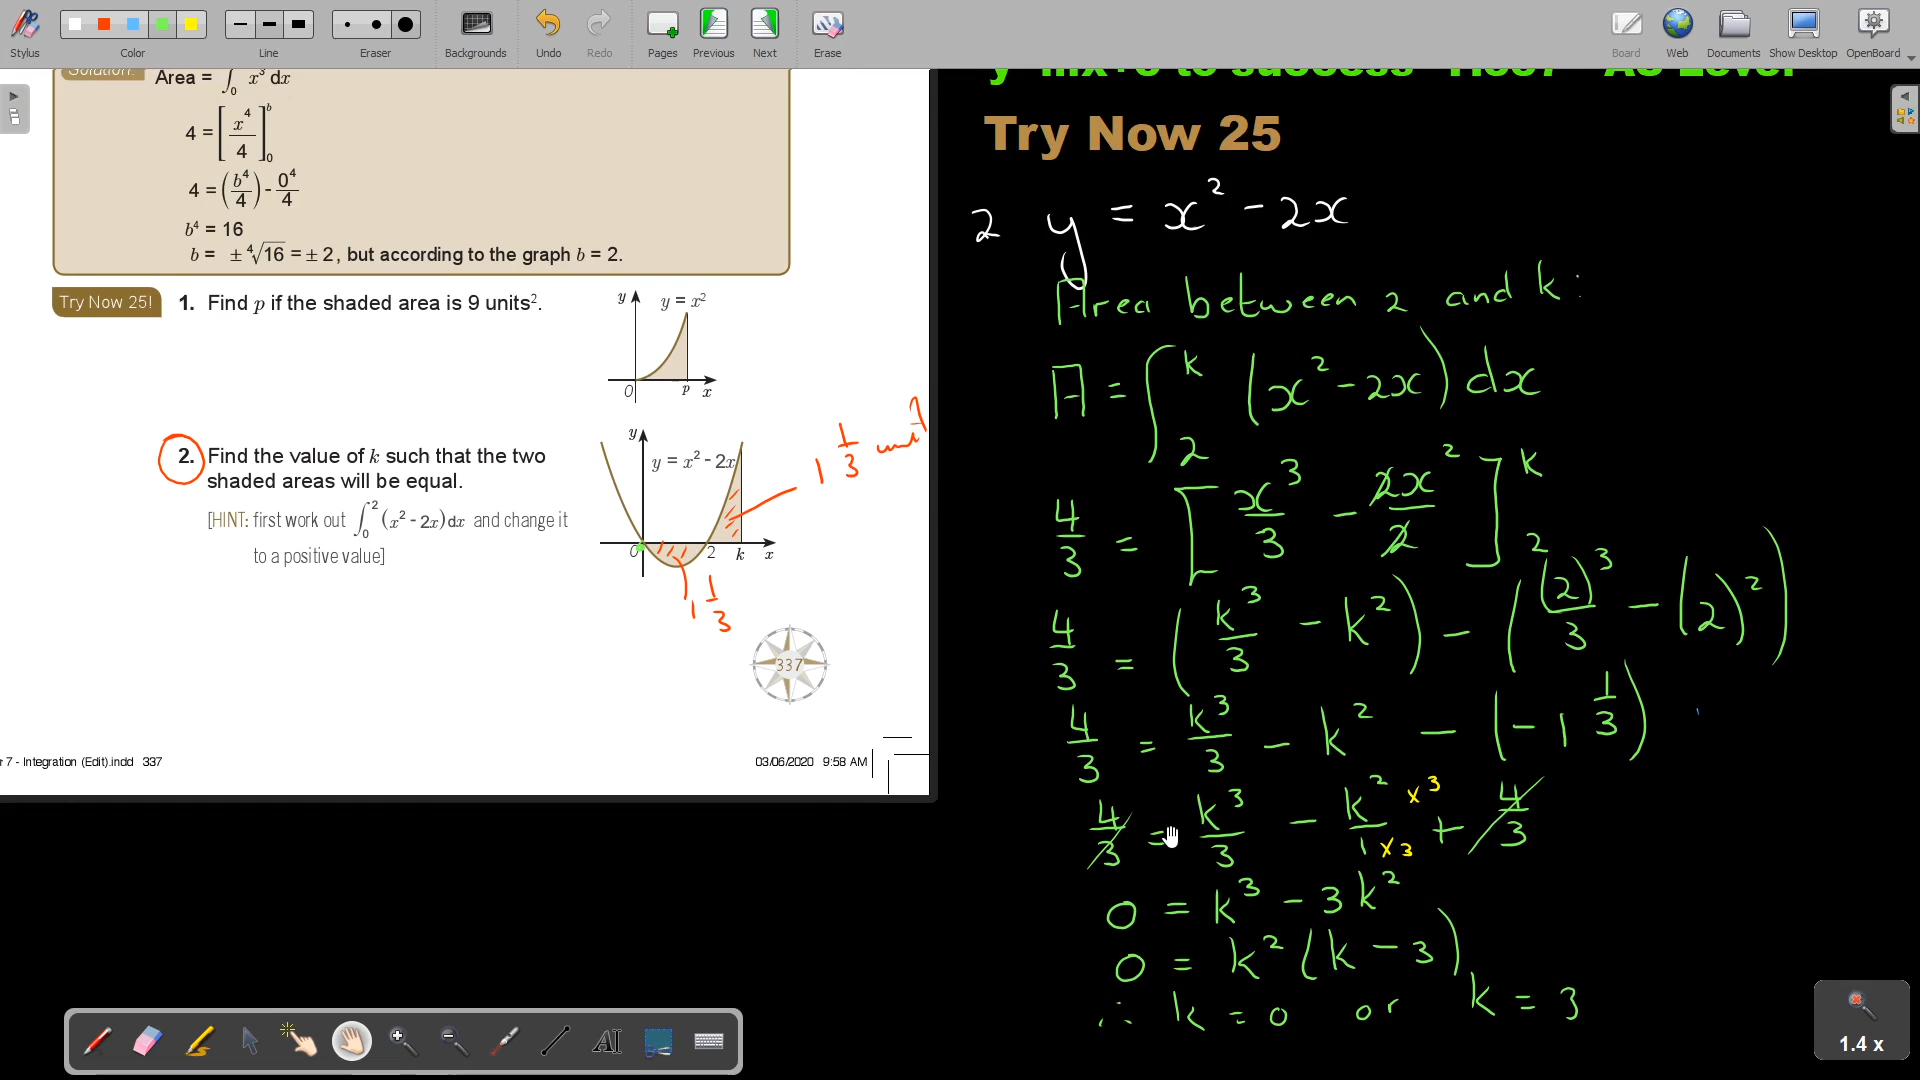 Stylus Color Line Eraser Backgrounds Undo Redo Pages Previous Next Erase Board Web Documents Show Desktop OpenBoard
Solution:
Area = ∫₀ x³ dx
4 = [x⁴/4]₀ᵇ
4 = (b⁴/4) - 0⁴/4
b⁴ = 16
b = ±⁴√16 = ± 2, but according to the graph b = 2.
Try Now 25! 1. Find p if the shaded area is 9 units².
y y = x²
0 p x
2. Find the value of k such that the two
shaded areas will be equal.
[HINT: first work out ∫₀² (x² - 2x)dx and change it
to a positive value]
y y = x² - 2x
0 2 k x
1 1/3
1 1/3
337
r 7 - Integration (Edit).indd 337 03/06/2020 9:58 AM
Try Now 25
2 y = x² - 2x
Area between 2 and k:
A = ∫₂ᵏ (x² - 2x) dx
4/3 = [x³/3 - 2x²/2]₂ᵏ
4/3 = (k³/3 - k²) - ((2)³/3 - (2)²)
4/3 = k³/3 - k² - (-1 1/3)
4/3 = k³/3 - k²/1 ×3 ×3 + 4/3
0 = k³ - 3k²
0 = k² (k - 3)
∴ k = 0 or k = 3
1.4 x